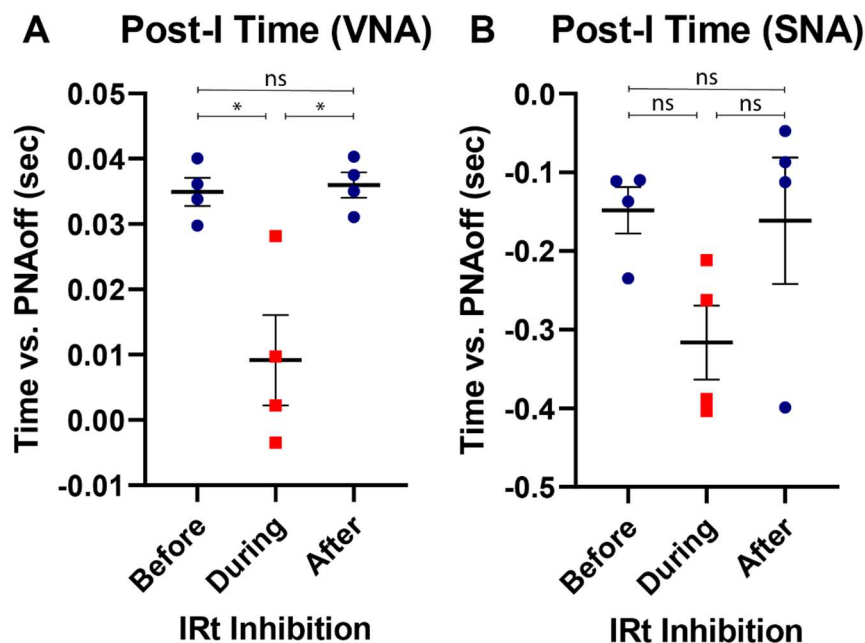 A Post-I Time (VNA)
ns
* *
Time vs. PNAoff (sec)
0.05
0.04
0.03
0.02
0.01
0.00
-0.01
Before During After
IRt Inhibition
B Post-I Time (SNA)
ns
ns ns
Time vs. PNAoff (sec)
0.0
-0.1
-0.2
-0.3
-0.4
-0.5
Before During After
IRt Inhibition